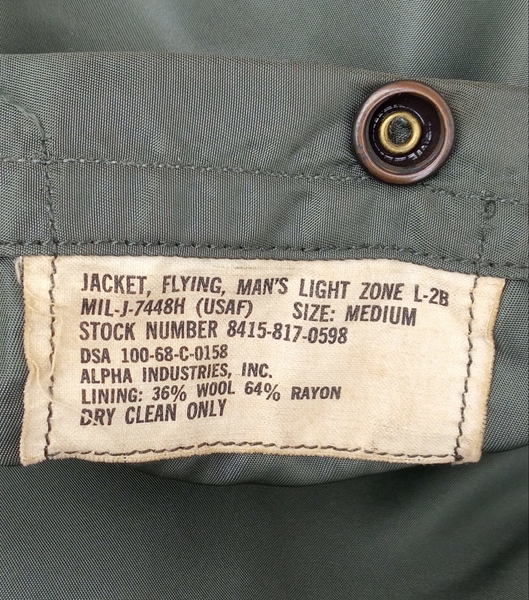 JACKET, FLYING, MAN'S LIGHT ZONE L-2B
MIL-J-7448H (USAF) SIZE: MEDIUM
STOCK NUMBER 8415-817-0598
DSA 100-68-C-0158
ALPHA INDUSTRIES, INC.
LINING: 36% WOOL 64% RAYON
DRY CLEAN ONLY